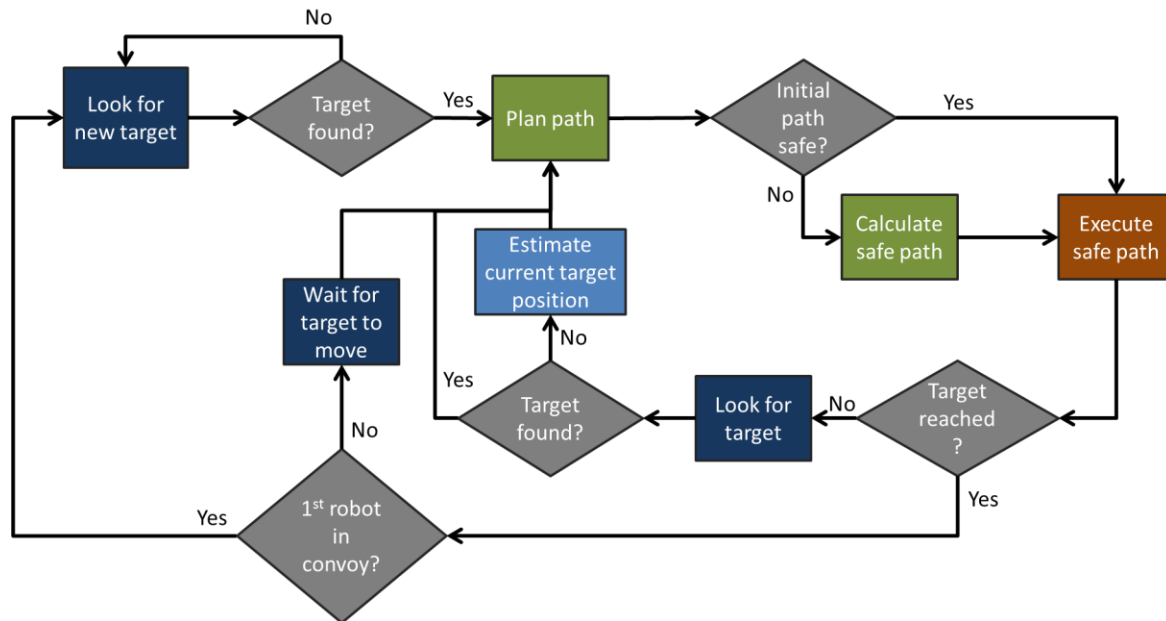 No
Look for
new target
Target
found?
Yes
Plan path
Initial
path
safe?
Yes
No
Calculate
safe path
Execute
safe path
Estimate
current target
position
Wait for
target to
move
No
Yes
Target
found?
Look for
target
No
Target
reached
?
No
Yes
1st robot
in
convoy?
Yes